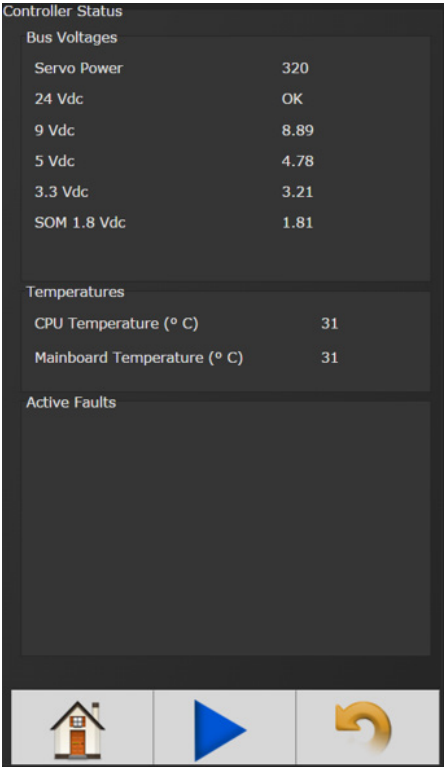 Controller Status
Bus Voltages
Servo Power 320
24 Vdc OK
9 Vdc 8.89
5 Vdc 4.78
3.3 Vdc 3.21
SOM 1.8 Vdc 1.81
Temperatures
CPU Temperature (º C) 31
Mainboard Temperature (º C) 31
Active Faults